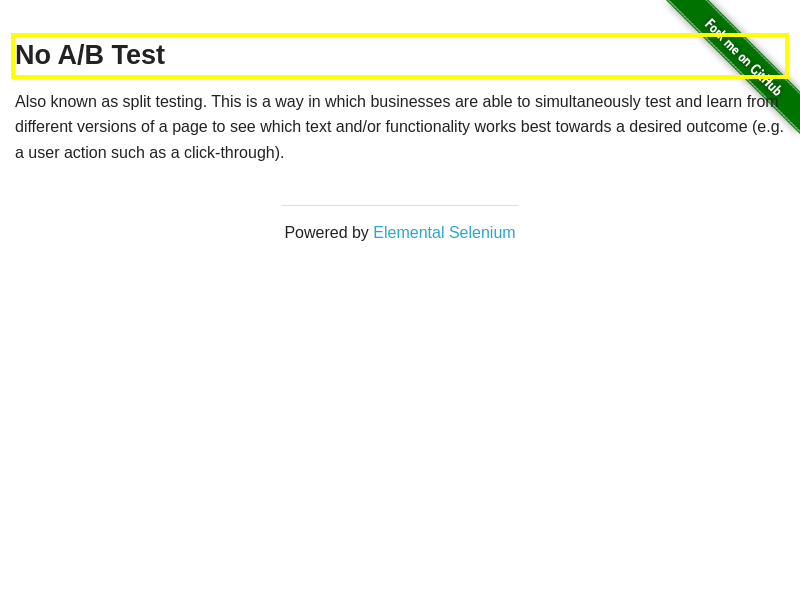 No A/B Test
Fork me on GitHub
Also known as split testing. This is a way in which businesses are able to simultaneously test and learn from
different versions of a page to see which text and/or functionality works best towards a desired outcome (e.g.
a user action such as a click-through).
Powered by Elemental Selenium